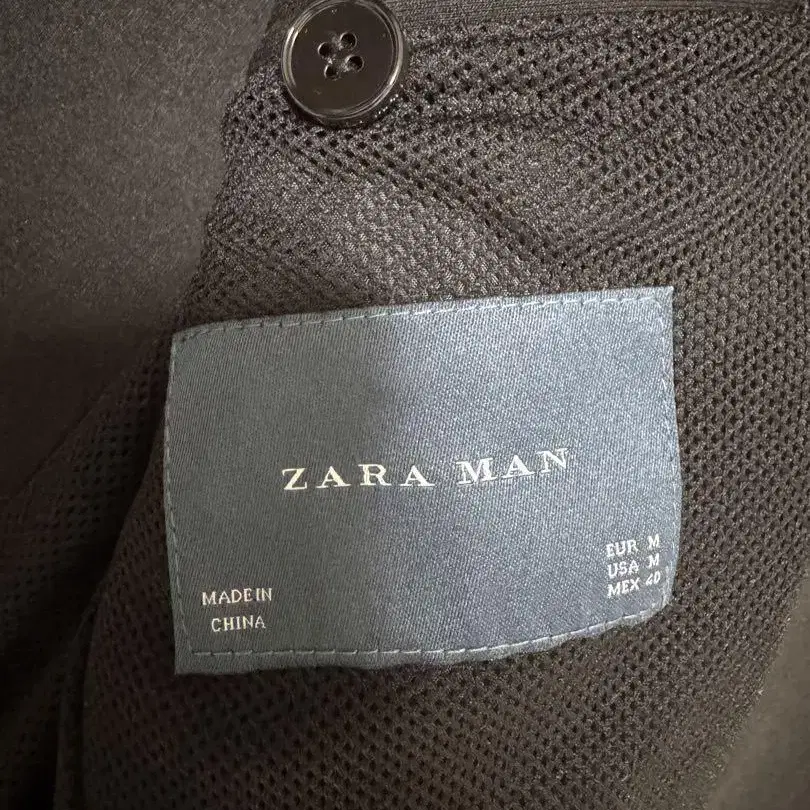 ZARA MAN
EUR M
USA M
MEX 40
MADE IN
CHINA